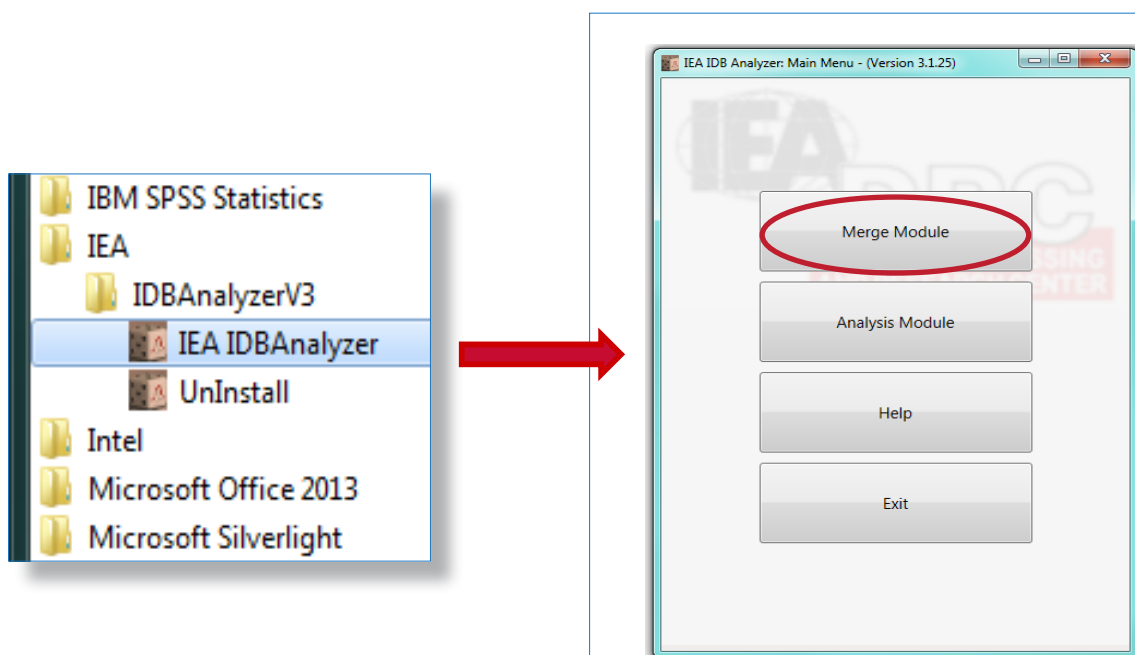 IBM SPSS Statistics
IEA
IDBAnalyzerV3
IEA IDBAnalyzer
UnInstall
Intel
Microsoft Office 2013
Microsoft Silverlight
IEA IDB Analyzer: Main Menu - (Version 3.1.25)
IEA
Merge Module
Analysis Module
Help
Exit